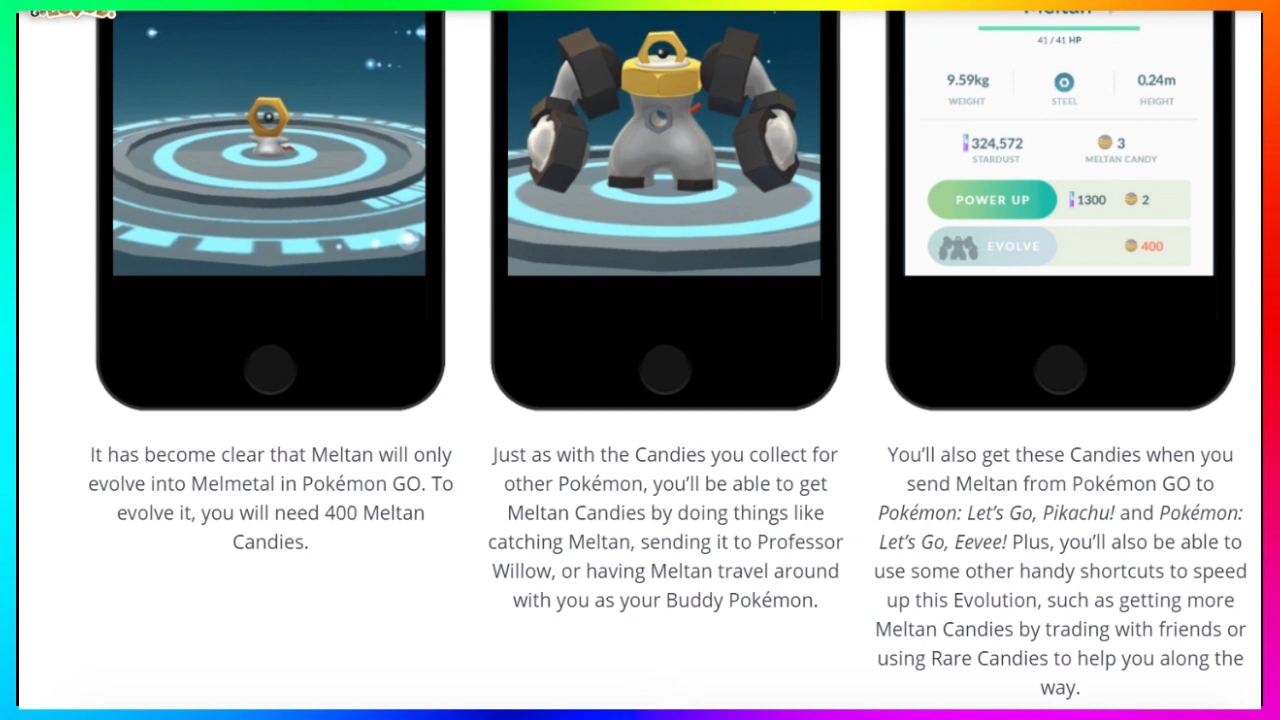 Meltan
41 / 41 HP
9.59kg
WEIGHT
STEEL
0.24m
HEIGHT
324,572
STARDUST
3
MELTAN CANDY
POWER UP 1300 2
EVOLVE 400
It has become clear that Meltan will only
evolve into Melmetal in Pokémon GO. To
evolve it, you will need 400 Meltan
Candies.
Just as with the Candies you collect for
other Pokémon, you’ll be able to get
Meltan Candies by doing things like
catching Meltan, sending it to Professor
Willow, or having Meltan travel around
with you as your Buddy Pokémon.
You’ll also get these Candies when you
send Meltan from Pokémon GO to
Pokémon: Let’s Go, Pikachu! and Pokémon:
Let’s Go, Eevee! Plus, you’ll also be able to
use some other handy shortcuts to speed
up this Evolution, such as getting more
Meltan Candies by trading with friends or
using Rare Candies to help you along the
way.